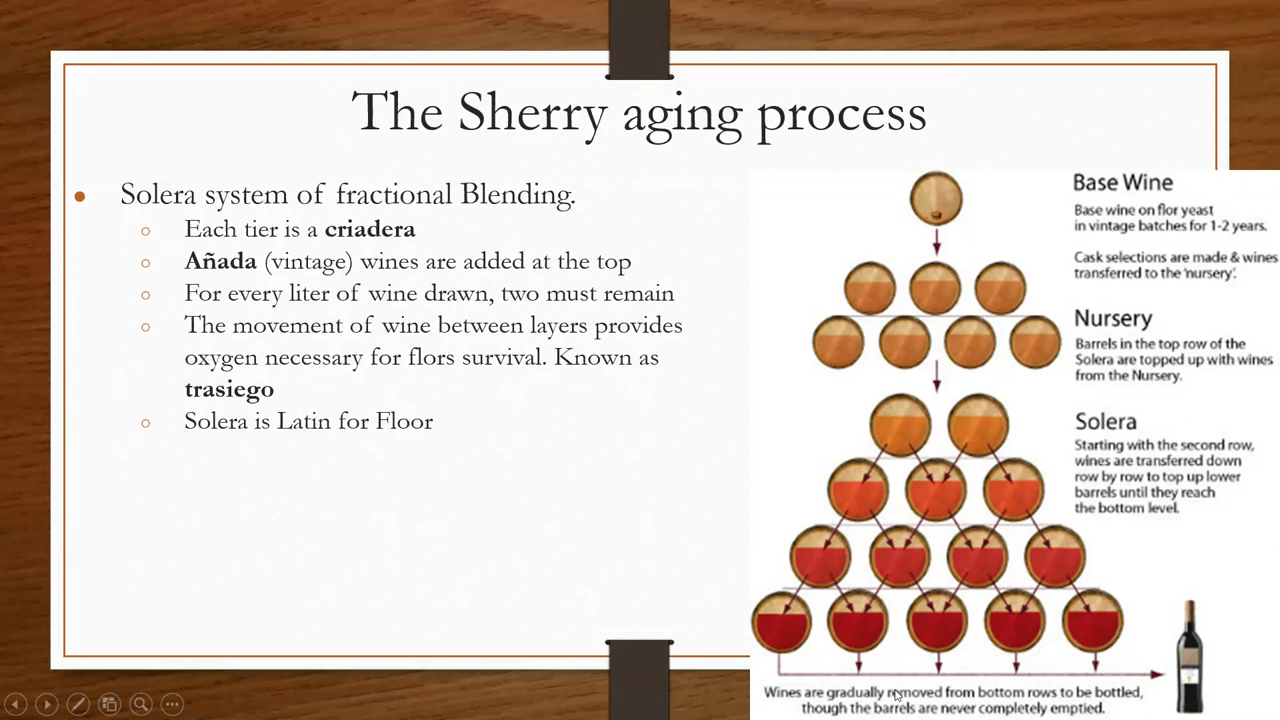 The Sherry aging process
Solera system of fractional Blending.
Each tier is a criadera
Añada (vintage) wines are added at the top
For every liter of wine drawn, two must remain
The movement of wine between layers provides
oxygen necessary for flors survival. Known as
trasiego
Solera is Latin for Floor
Base Wine
Base wine on flor yeast
in vintage batches for 1-2 years.
Cask selections are made & wines
transferred to the 'nursery'.
Nursery
Barrels in the top row of the
Solera are topped up with wines
from the Nursery.
Solera
Starting with the second row,
wines are transferred down
row by row to top up lower
barrels until they reach
the bottom level.
Wines are gradually removed from bottom rows to be bottled,
though the barrels are never completely emptied.